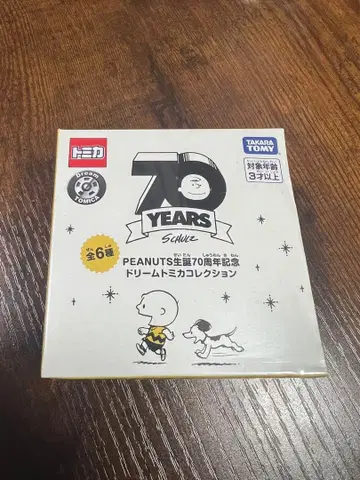 トミカ
TAKARA
TOMY
70
対象年齢
3才以上
Dream
TOMICA
YEARS
SCHULZ
全6種
PEANUTS生誕70周年記念
ドリームトミカコレクション